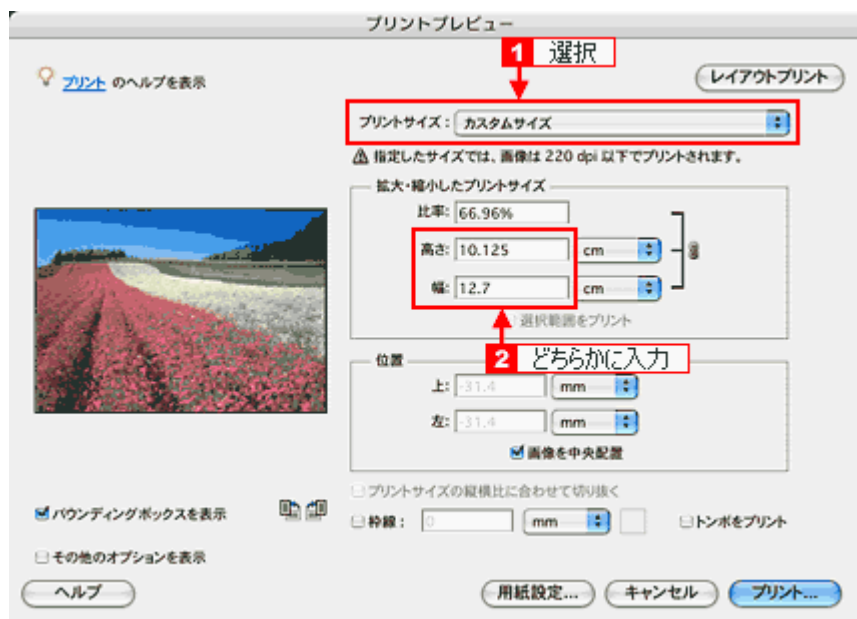 プリントプレビュー
1 選択
プリント のヘルプを表示
レイアウトプリント
プリントサイズ： カスタムサイズ
指定したサイズでは、画像は 220 dpi 以下でプリントされます。
拡大・縮小したプリントサイズ
比率: 66.96%
高さ: 10.125 cm
幅: 12.7 cm
選択範囲をプリント
2 どちらかに入力
位置
上: -31.4 mm
左: -31.4 mm
画像を中央配置
プリントサイズの縦横比に合わせて切り抜く
バウンディングボックスを表示
枠線： 0 mm
トンボをプリント
その他のオプションを表示
ヘルプ
用紙設定...
キャンセル
プリント...